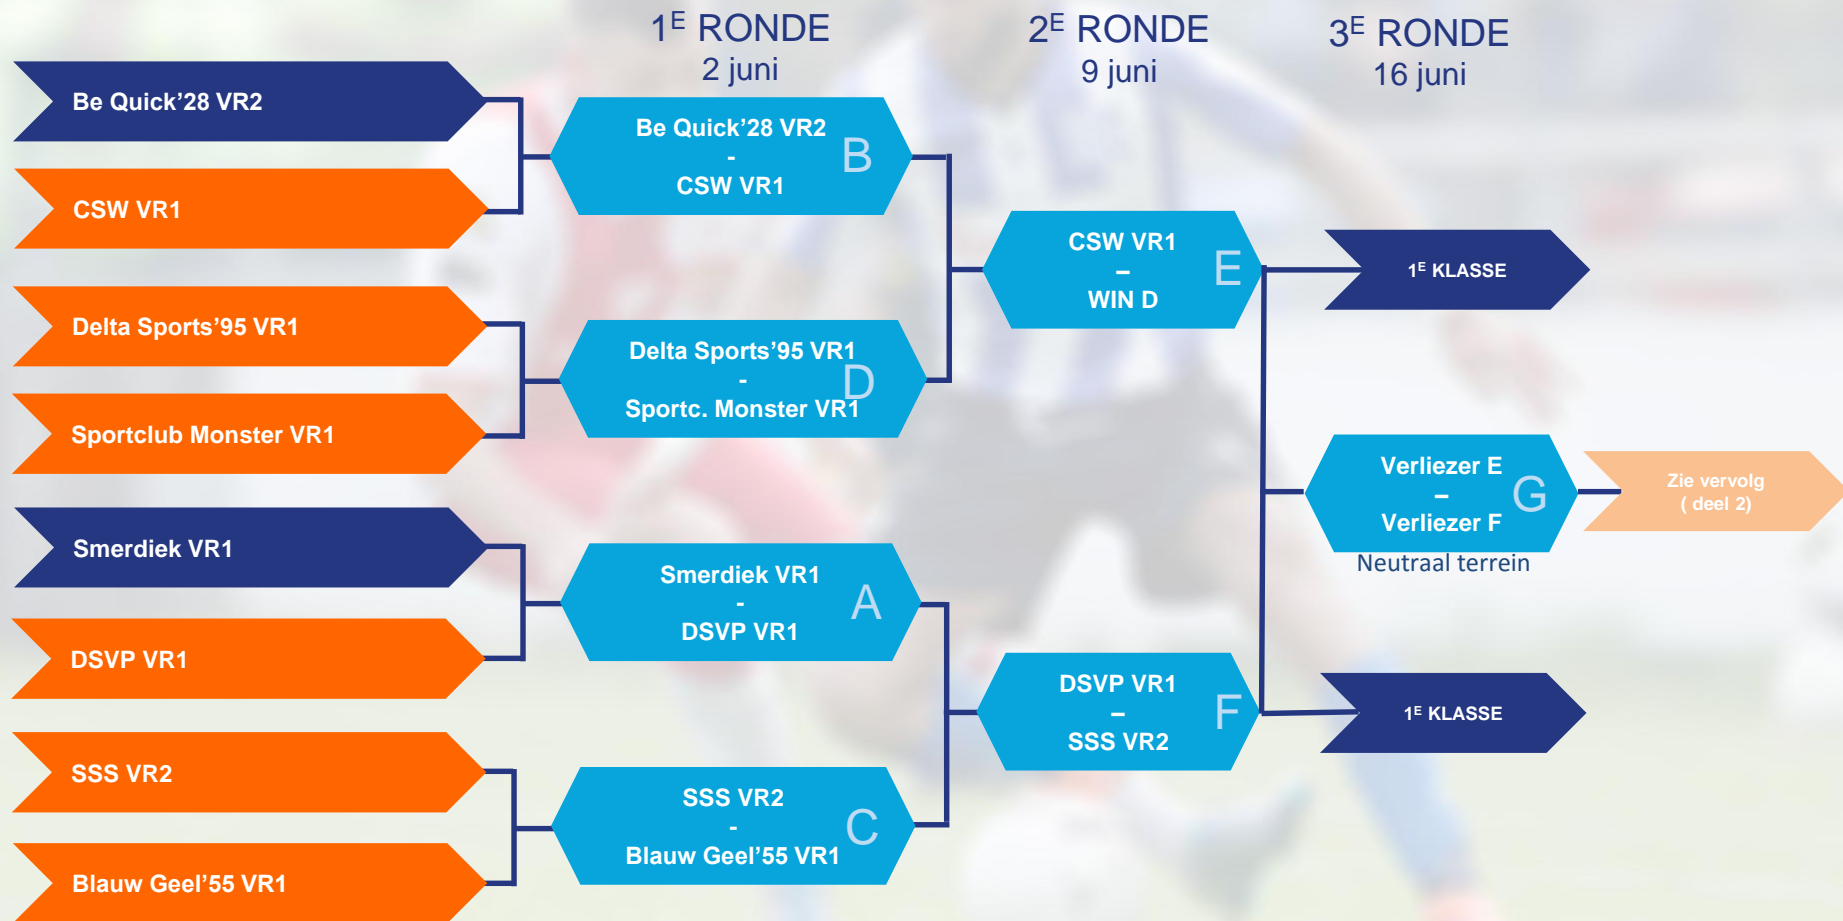 1E RONDE
2 juni
2E RONDE
9 juni
3E RONDE
16 juni
Be Quick’28 VR2
CSW VR1
Delta Sports’95 VR1
Sportclub Monster VR1
Smerdiek VR1
DSVP VR1
SSS VR2
Blauw Geel’55 VR1
Be Quick’28 VR2
-
CSW VR1
B
Delta Sports’95 VR1
-
Sportc. Monster VR1
D
Smerdiek VR1
-
DSVP VR1
A
SSS VR2
-
Blauw Geel’55 VR1
C
CSW VR1
–
WIN D
E
DSVP VR1
–
SSS VR2
F
1E KLASSE
Verliezer E
–
Verliezer F
G
Neutraal terrein
Zie vervolg
( deel 2)
1E KLASSE